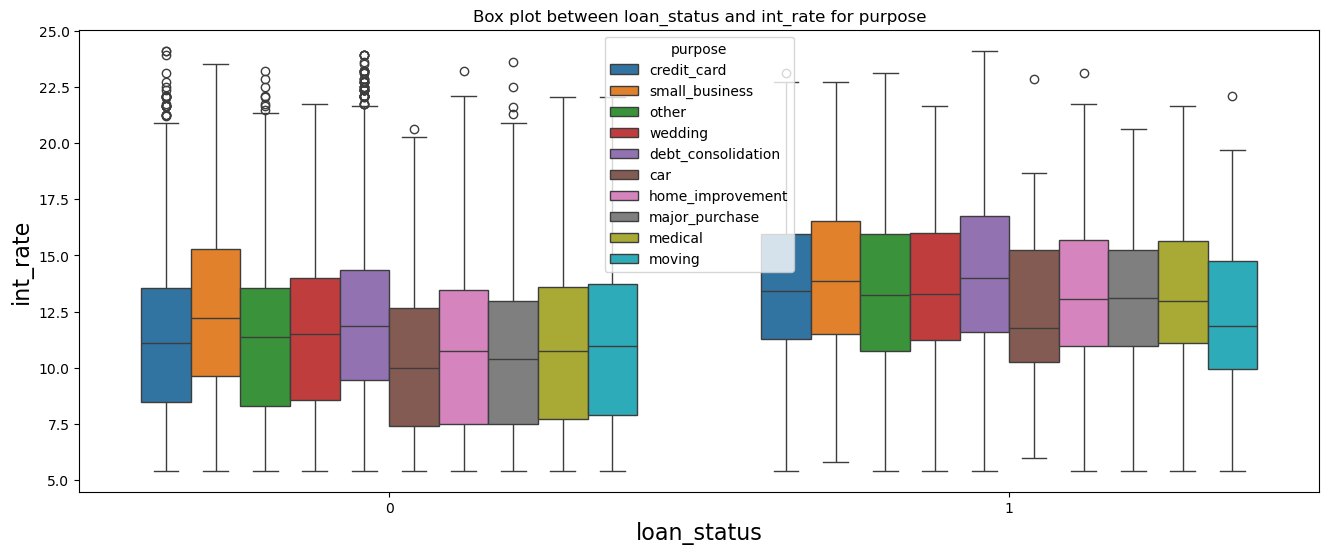 Box plot between loan_status and int_rate for purpose
25.0
22.5
20.0
17.5
15.0
12.5
10.0
7.5
5.0
int_rate
purpose
credit_card
small_business
other
wedding
debt_consolidation
car
home_improvement
major_purchase
medical
moving
0
1
loan_status